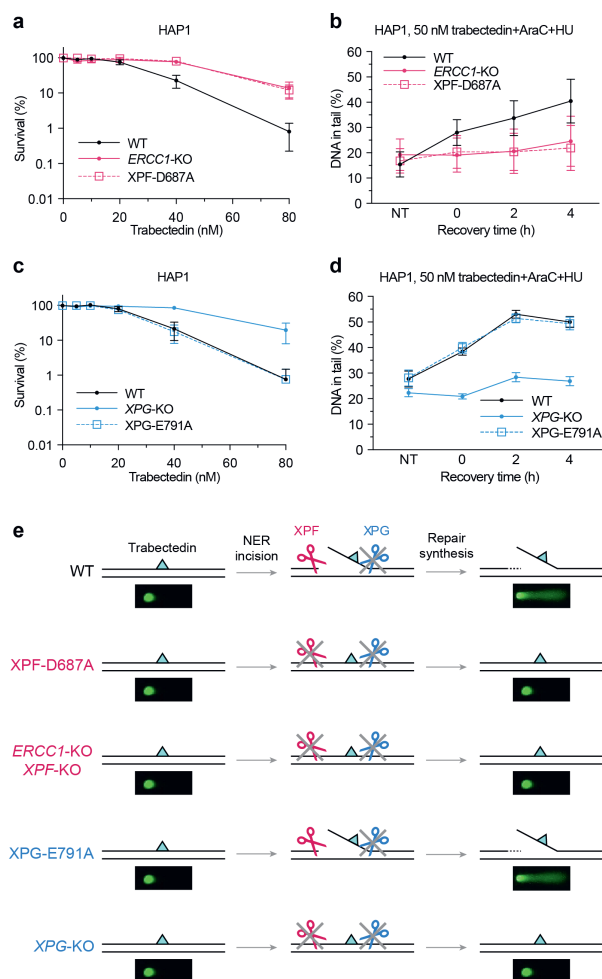 a
HAP1
Survival (%)
100
10
1
0.1
0.01
WT
ERCC1-KO
XPF-D687A
0 20 40 60 80
Trabectedin (nM)
b
HAP1, 50 nM trabectedin+AraC+HU
DNA in tail (%)
60
50
40
30
20
10
0
WT
ERCC1-KO
XPF-D687A
NT 0 2 4
Recovery time (h)
c
HAP1
Survival (%)
100
10
1
0.1
0.01
WT
XPG-KO
XPG-E791A
0 20 40 60 80
Trabectedin (nM)
d
HAP1, 50 nM trabectedin+AraC+HU
DNA in tail (%)
60
50
40
30
20
10
0
WT
XPG-KO
XPG-E791A
NT 0 2 4
Recovery time (h)
e
Trabectedin
NER
incision
XPF
XPG
Repair
synthesis
WT
XPF-D687A
ERCC1-KO
XPF-KO
XPG-E791A
XPG-KO